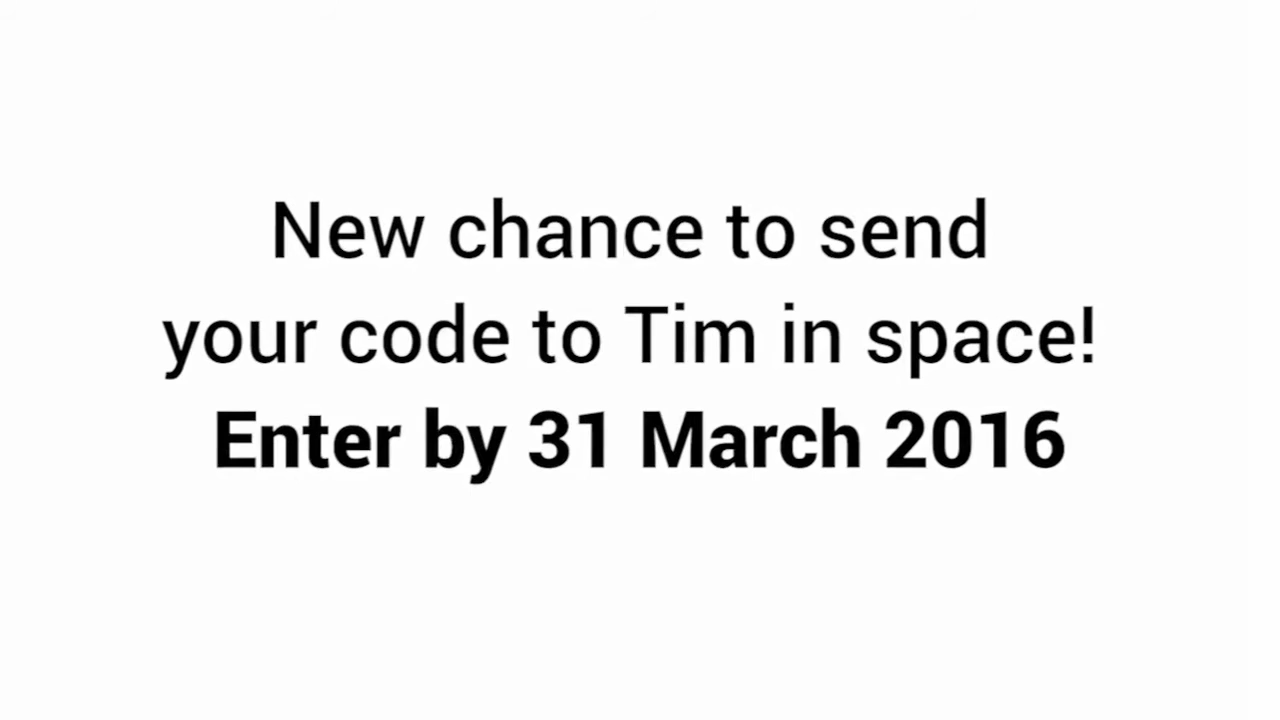 New chance to send
your code to Tim in space!
Enter by 31 March 2016